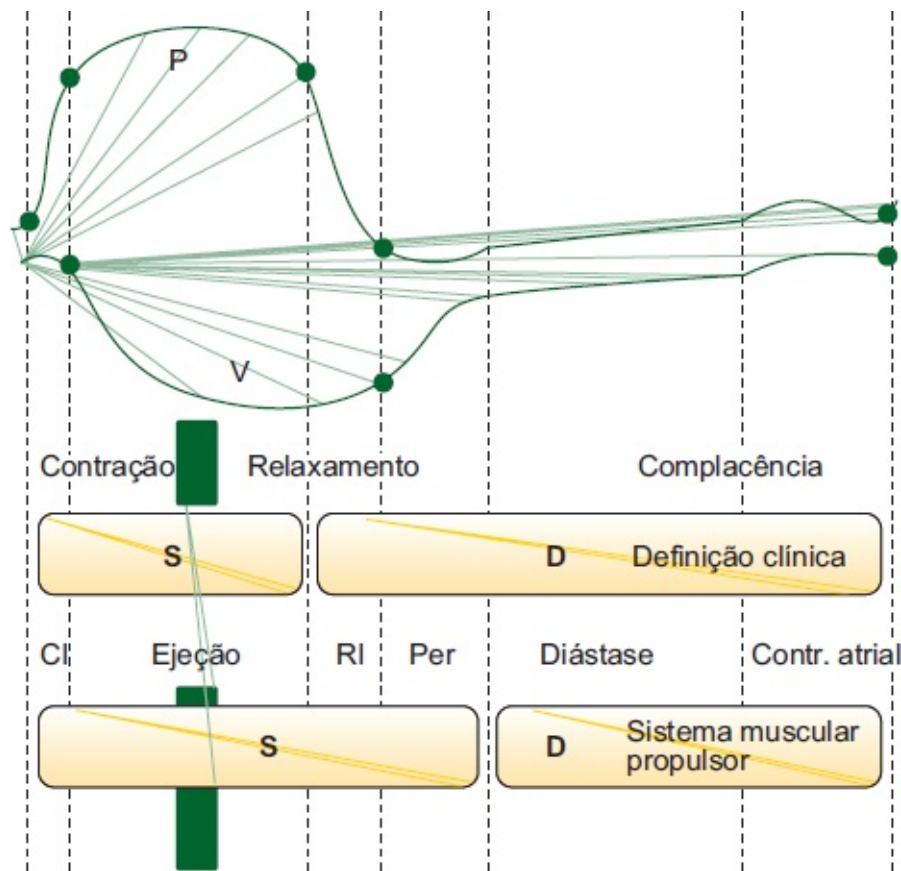 P
V
Contração Relaxamento Complacência
S D Definição clínica
CI Ejeção RI Per Diástase Contr. atrial
S D Sistema muscular
propulsor